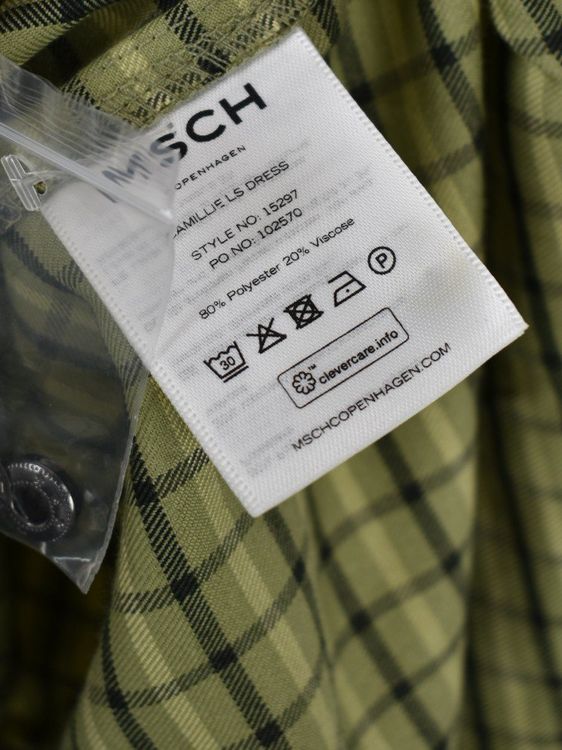 MSCH
COPENHAGEN
CAMILLIE LS DRESS
STYLE NO: 15297
PO NO: 102570
80% Polyester 20% Viscose
30
P
clevercare.info
MSCHCOPENHAGEN.COM